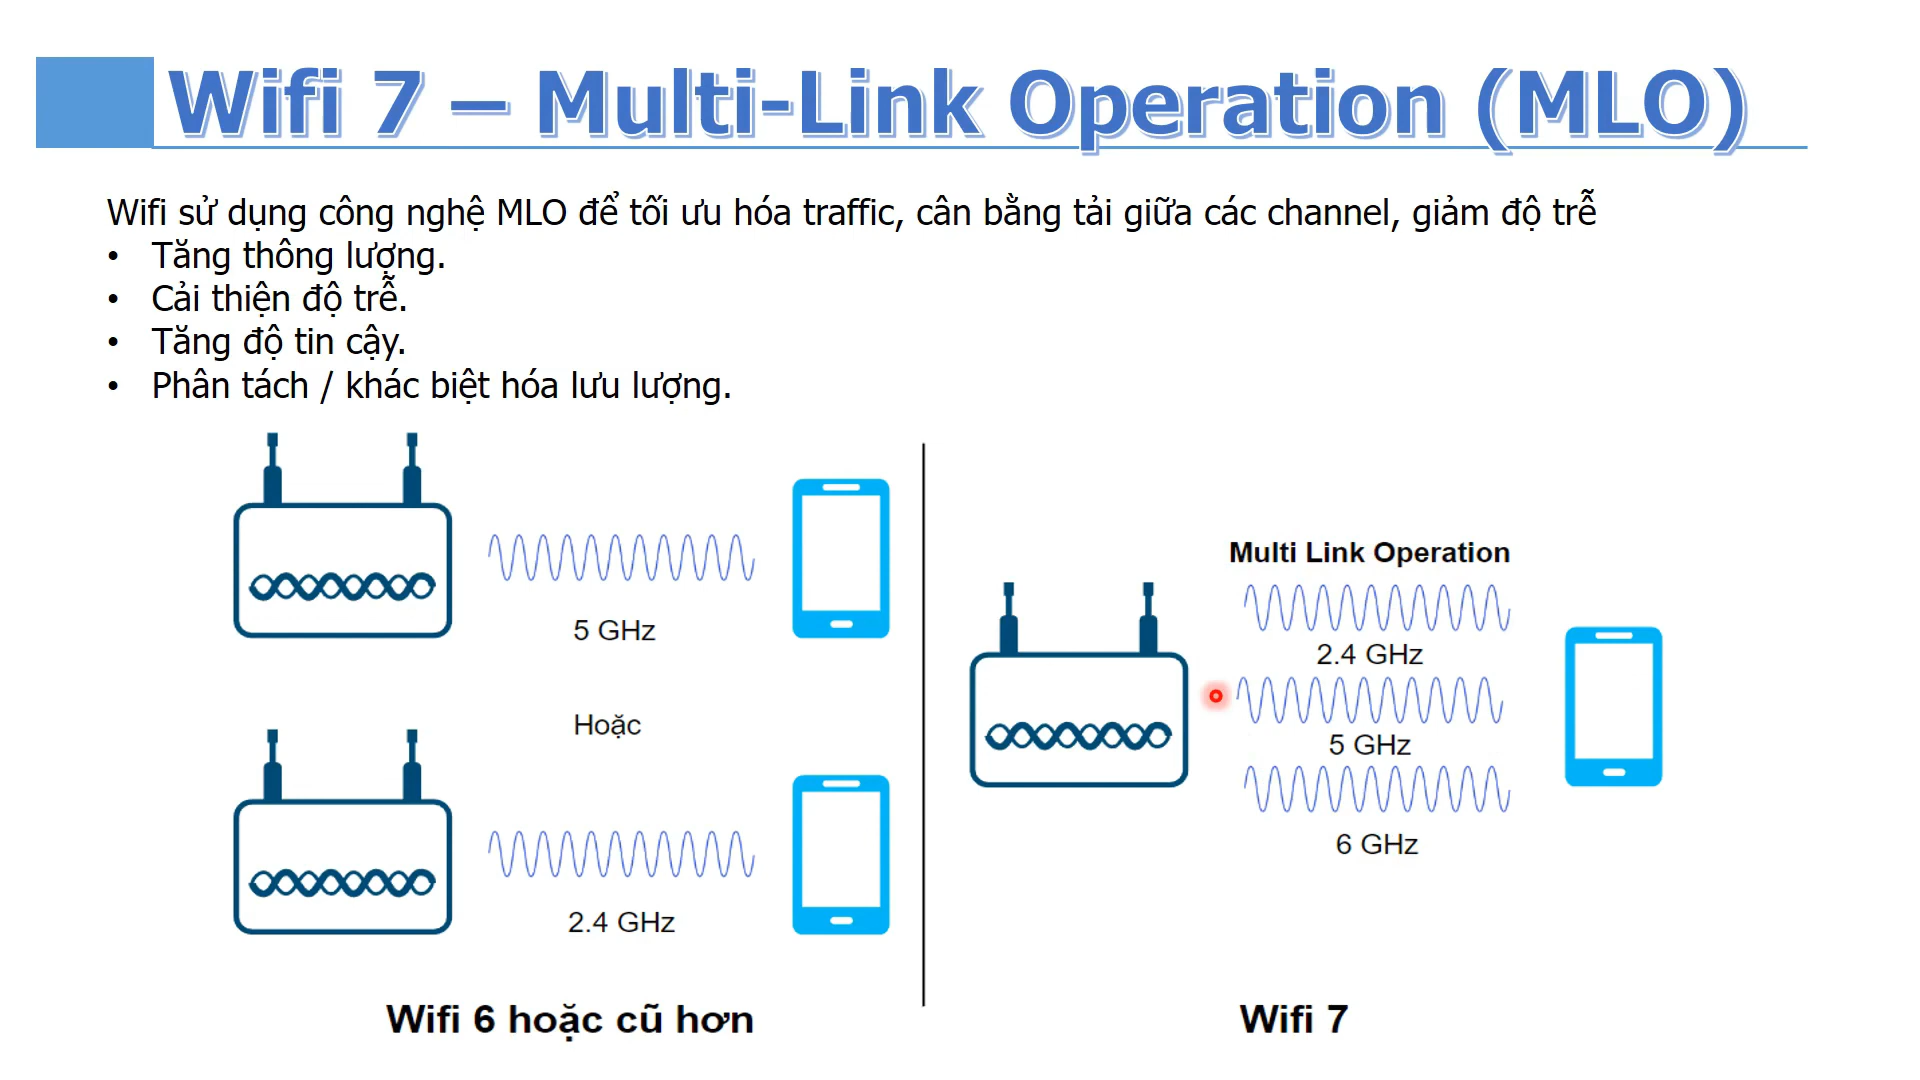 Wifi 7 – Multi-Link Operation (MLO)
Wifi sử dụng công nghệ MLO để tối ưu hóa traffic, cân bằng tải giữa các channel, giảm độ trễ
• Tăng thông lượng.
• Cải thiện độ trễ.
• Tăng độ tin cậy.
• Phân tách / khác biệt hóa lưu lượng.
5 GHz
Hoặc
2.4 GHz
Wifi 6 hoặc cũ hơn
Multi Link Operation
2.4 GHz
5 GHz
6 GHz
Wifi 7